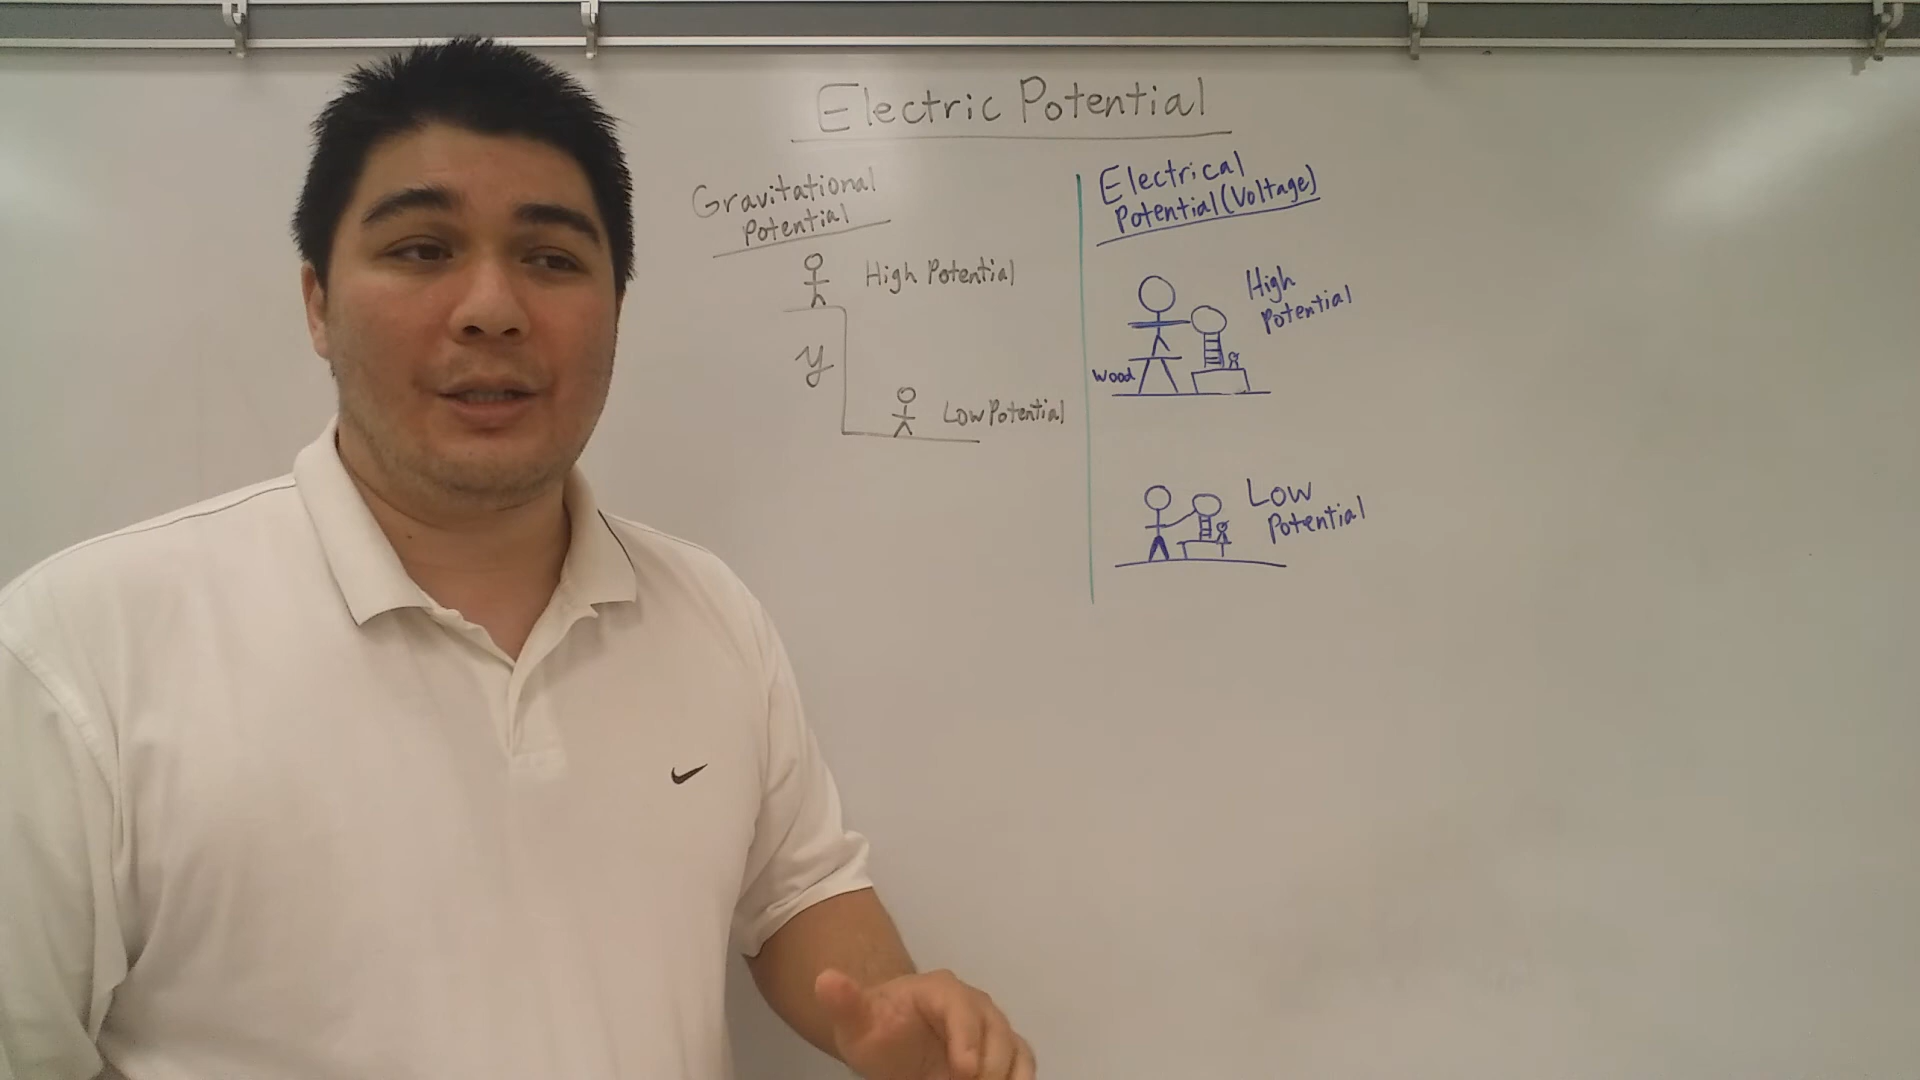 Electric Potential
Gravitational
Potential
High Potential
y
Low Potential
Electrical
Potential (Voltage)
High
Potential
Wood
Low
Potential